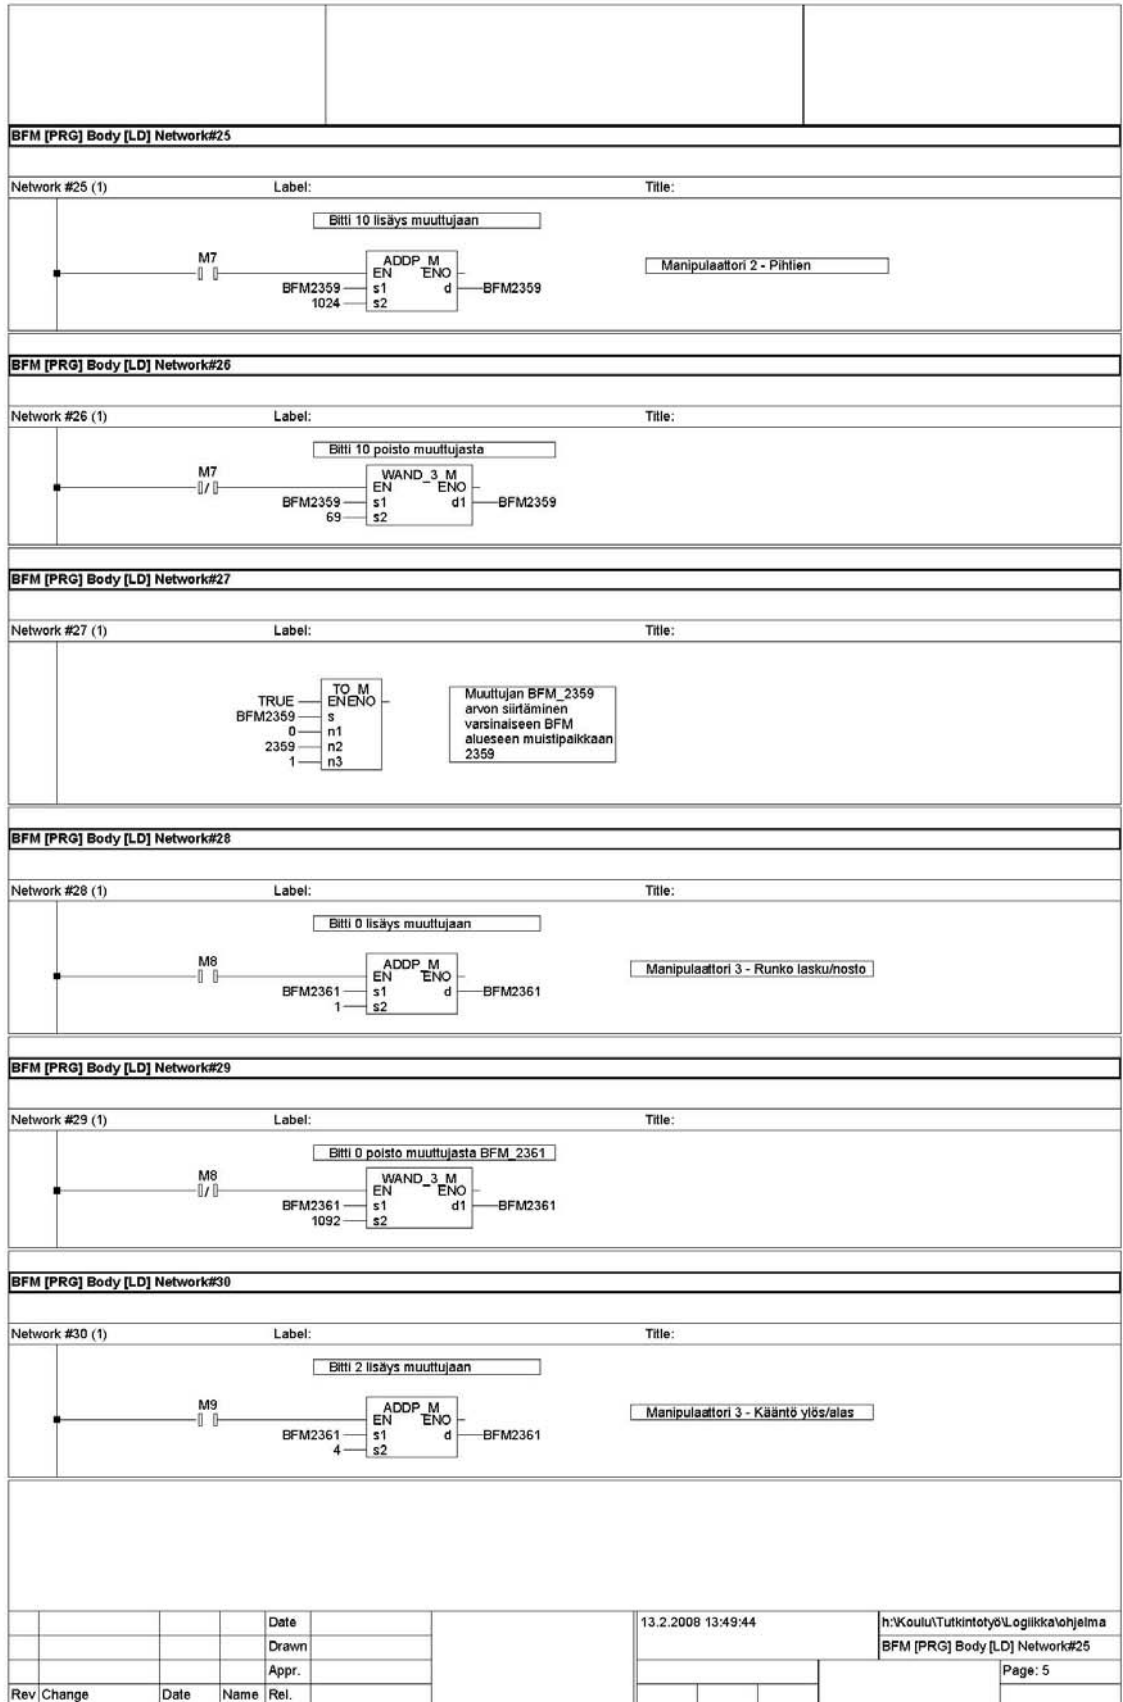 BFM [PRG] Body [LD] Network#25
Network #25 (1) Label: Title:
Bitti 10 lisäys muuttujaan
M7
ADDP_M
EN ENO
Manipulaattori 2 - Pihtien
BFM2359 s1 d BFM2359
1024 s2
BFM [PRG] Body [LD] Network#26
Network #26 (1) Label: Title:
Bitti 10 poisto muuttujasta
M7
WAND_3_M
EN ENO
BFM2359 s1 d1 BFM2359
69 s2
BFM [PRG] Body [LD] Network#27
Network #27 (1) Label: Title:
TO_M
TRUE EN ENO
BFM2359 s
0 n1
2359 n2
1 n3
Muuttujan BFM_2359
arvon siirtäminen
varsinaiseen BFM
alueseen muistipaikkaan
2359
BFM [PRG] Body [LD] Network#28
Network #28 (1) Label: Title:
Bitti 0 lisäys muuttujaan
M8
ADDP_M
EN ENO
Manipulaattori 3 - Runko lasku/nosto
BFM2361 s1 d BFM2361
1 s2
BFM [PRG] Body [LD] Network#29
Network #29 (1) Label: Title:
Bitti 0 poisto muuttujasta BFM_2361
M8
WAND_3_M
EN ENO
BFM2361 s1 d1 BFM2361
1092 s2
BFM [PRG] Body [LD] Network#30
Network #30 (1) Label: Title:
Bitti 2 lisäys muuttujaan
M9
ADDP_M
EN ENO
Manipulaattori 3 - Kääntö ylös/alas
BFM2361 s1 d BFM2361
4 s2
Date 13.2.2008 13:49:44 h:\Koulu\Tutkintotyö\Logiikka\ohjelma
Drawn BFM [PRG] Body [LD] Network#25
Appr. Page: 5
Rev Change Date Name Rel.